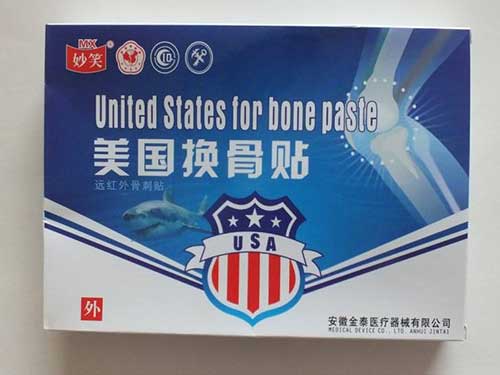 MX
妙笑
United States for bone paste
美国换骨贴
远红外骨刺贴
USA
外
安徽金泰医疗器械有限公司
MEDICAL DEVICE CO., LTD. ANHUI JINTAI